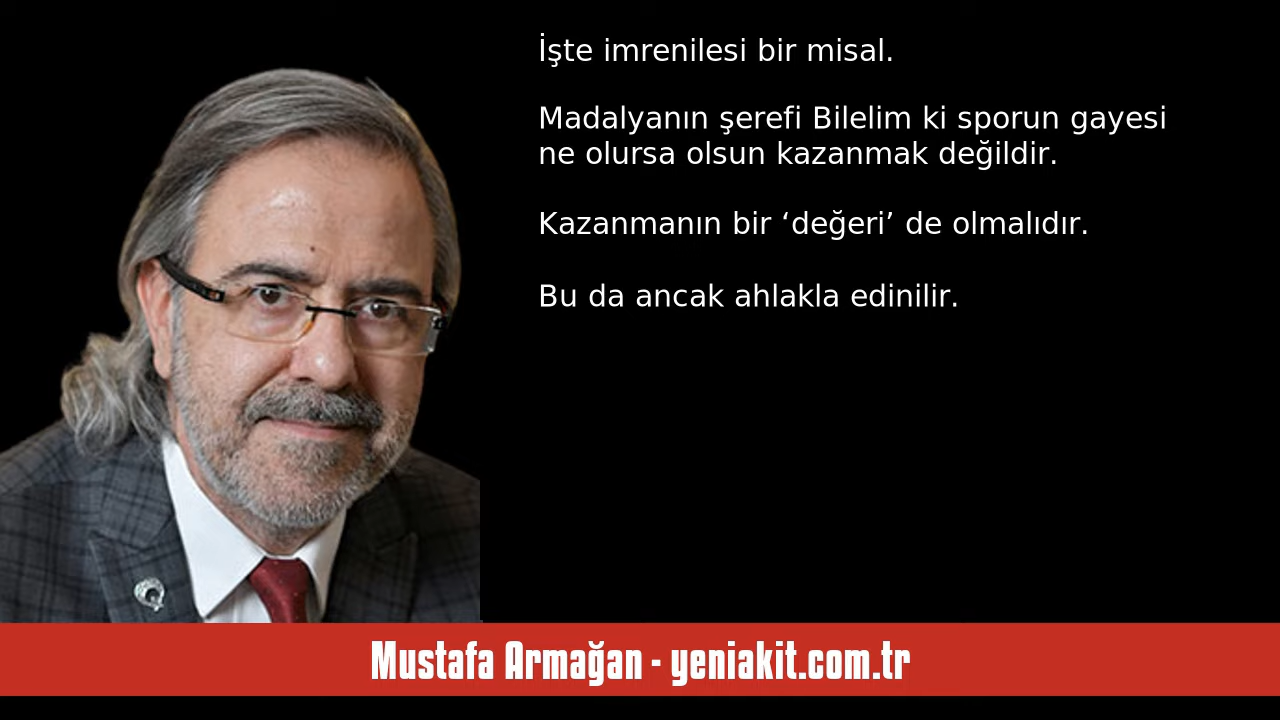 İşte imrenilesi bir misal.
Madalyanın şerefi Bilelim ki sporun gayesi
ne olursa olsun kazanmak değildir.
Kazanmanın bir ‘değeri’ de olmalıdır.
Bu da ancak ahlakla edinilir.
Mustafa Armağan - yeniakit.com.tr